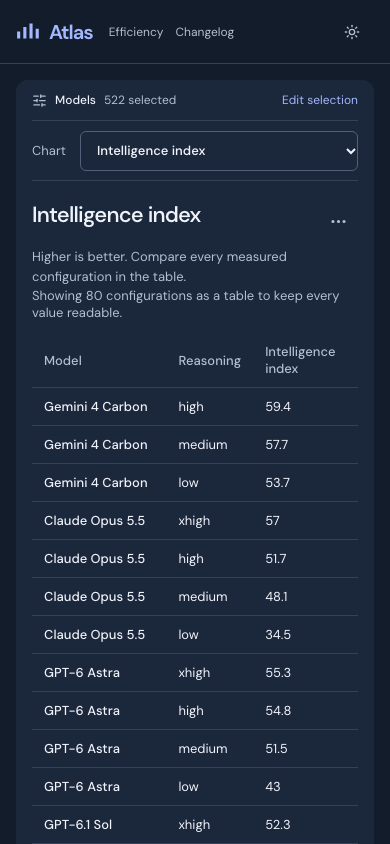 Atlas Efficiency Changelog
Models 522 selected Edit selection
Chart Intelligence index
Intelligence index ...
Higher is better. Compare every measured
configuration in the table.
Showing 80 configurations as a table to keep every
value readable.
Model Reasoning Intelligence index
Gemini 4 Carbon high 59.4
Gemini 4 Carbon medium 57.7
Gemini 4 Carbon low 53.7
Claude Opus 5.5 xhigh 57
Claude Opus 5.5 high 51.7
Claude Opus 5.5 medium 48.1
Claude Opus 5.5 low 34.5
GPT-6 Astra xhigh 55.3
GPT-6 Astra high 54.8
GPT-6 Astra medium 51.5
GPT-6 Astra low 43
GPT-6.1 Sol xhigh 52.3